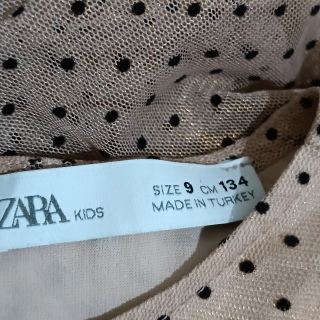 ZARA KIDS
SIZE 9 CM 134
MADE IN TURKEY